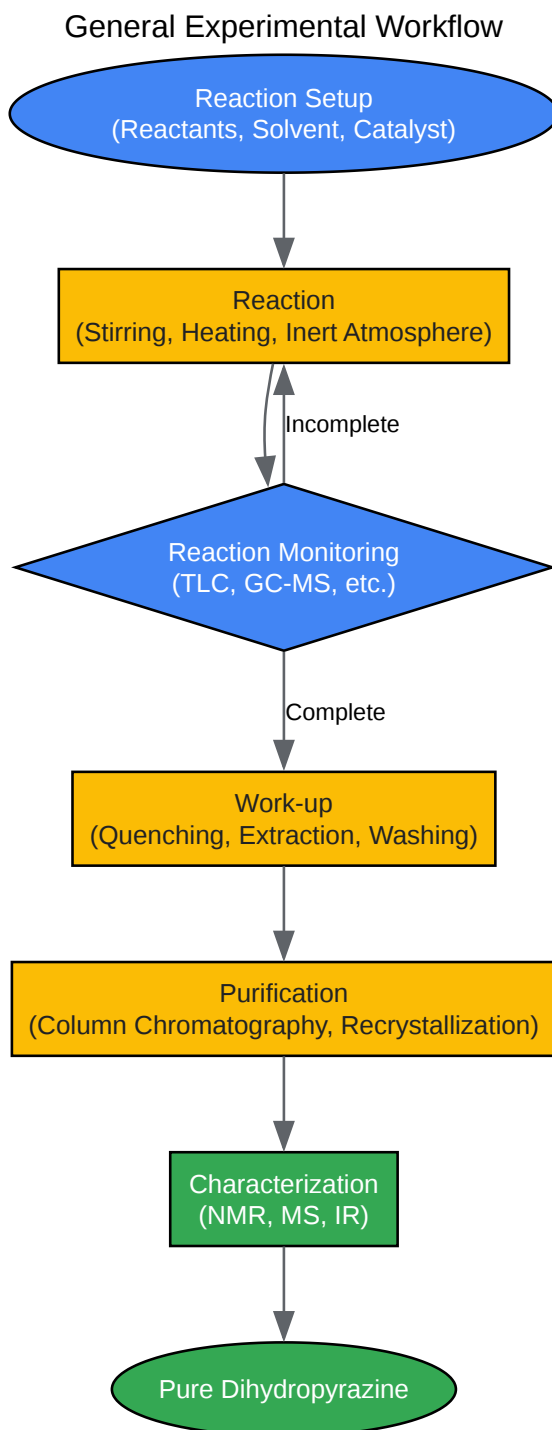 General Experimental Workflow
Reaction Setup
(Reactants, Solvent, Catalyst)
Reaction
(Stirring, Heating, Inert Atmosphere)
Incomplete
Reaction Monitoring
(TLC, GC-MS, etc.)
Complete
Work-up
(Quenching, Extraction, Washing)
Purification
(Column Chromatography, Recrystallization)
Characterization
(NMR, MS, IR)
Pure Dihydropyrazine